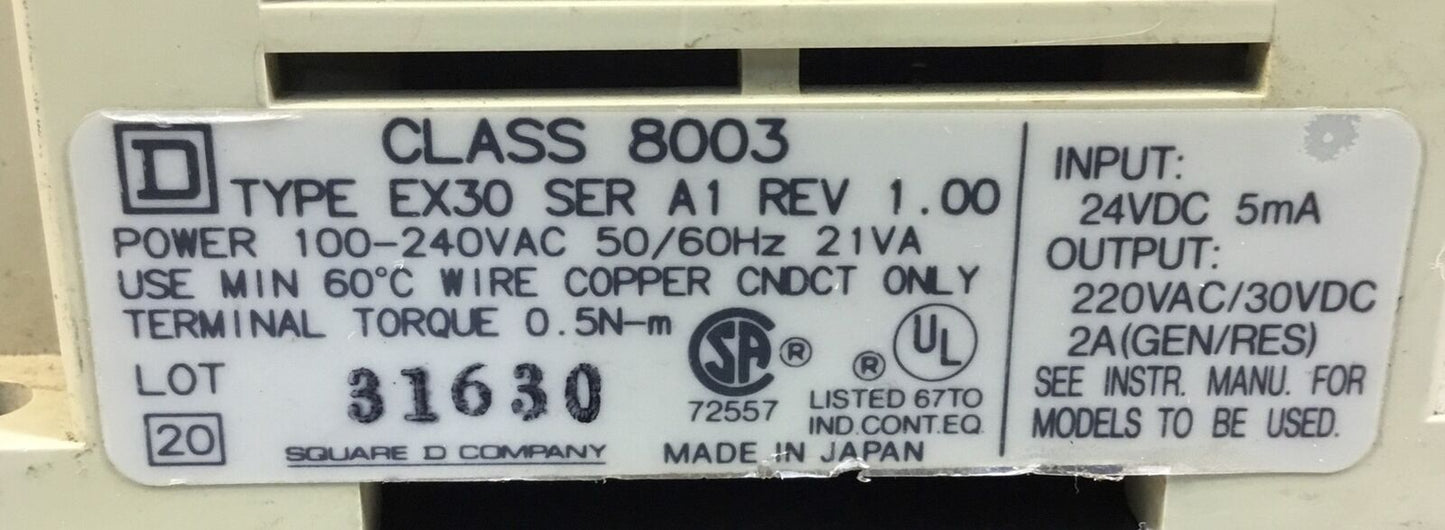 D
CLASS 8003
TYPE EX30 SER A1 REV 1.00
POWER 100-240VAC 50/60Hz 21VA
USE MIN 60°C WIRE COPPER CNDCT ONLY
TERMINAL TORQUE 0.5N-m
LOT 31630
20
SQUARE D COMPANY
SA ®
72557
® UL
LISTED 67TO
IND.CONT.EQ.
MADE IN JAPAN
INPUT:
24VDC 5mA
OUTPUT:
220VAC/30VDC
2A(GEN/RES)
SEE INSTR. MANU. FOR
MODELS TO BE USED.